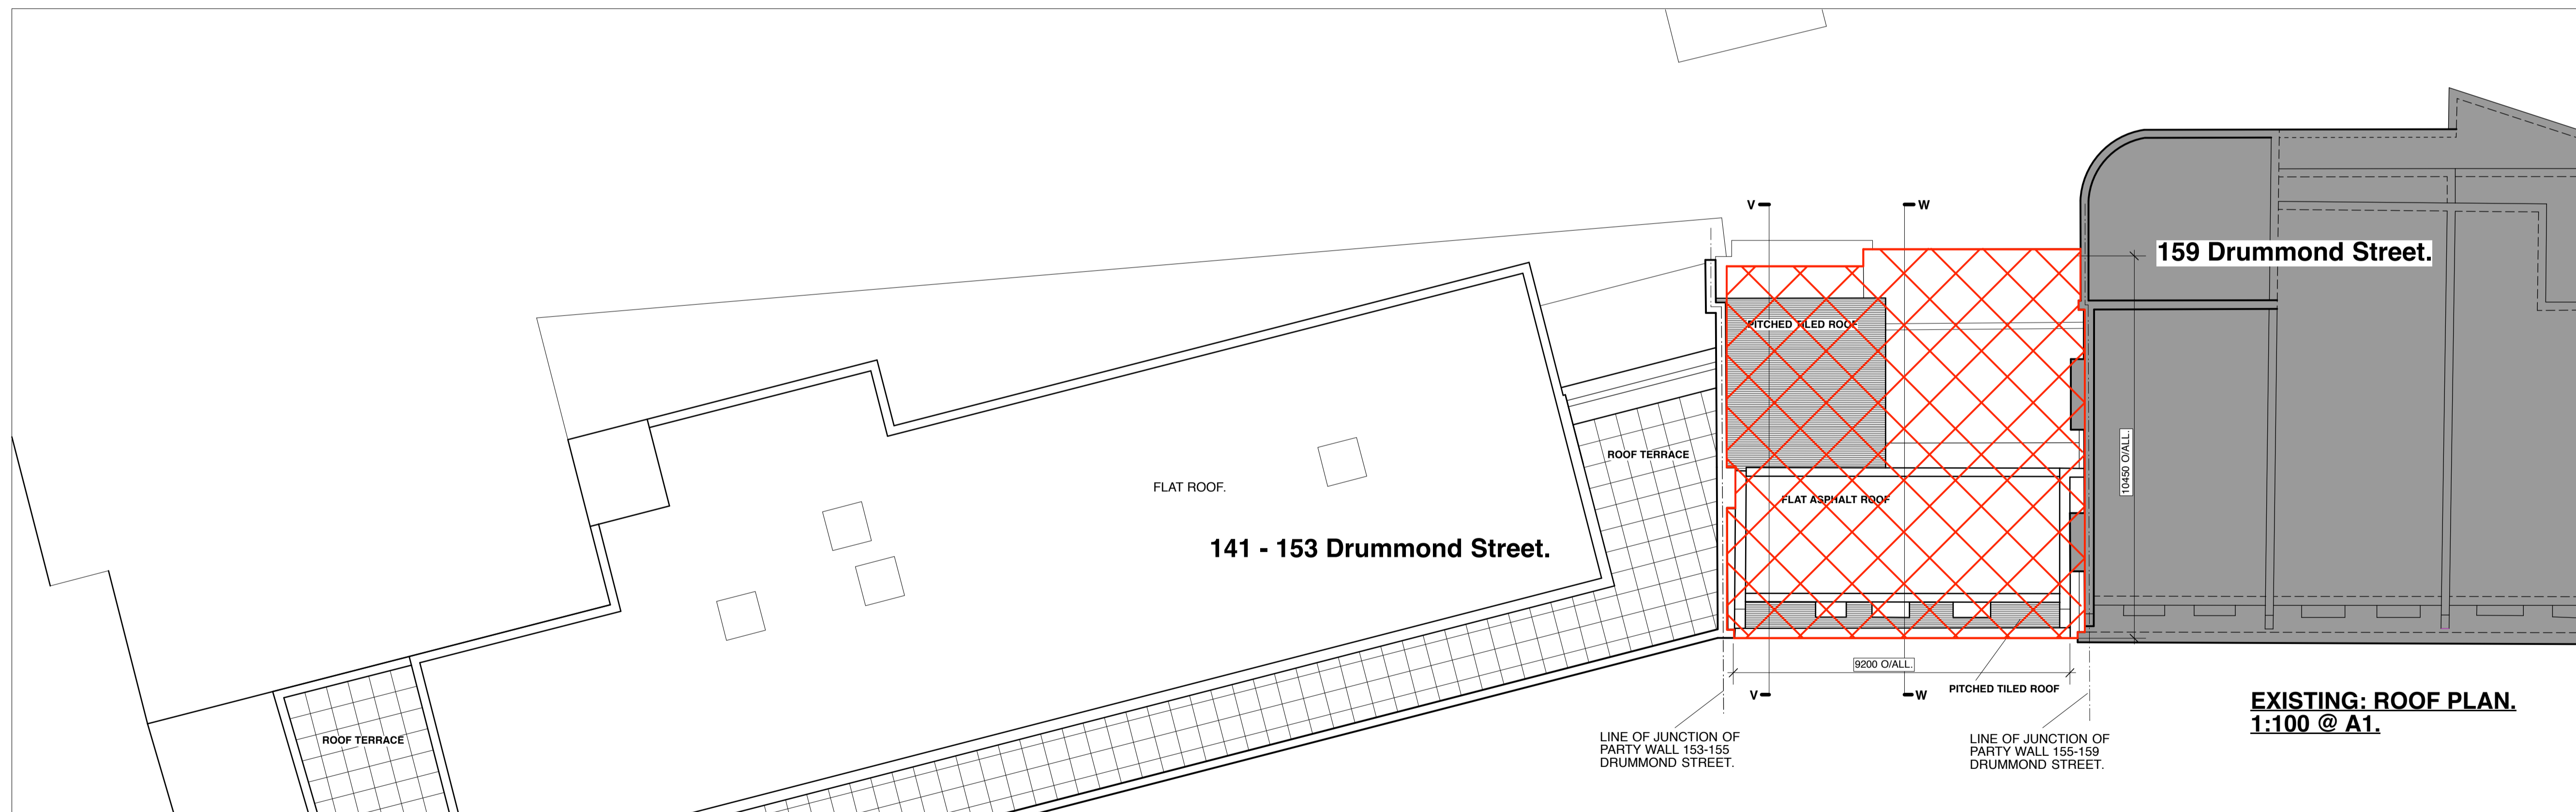 V
W
159 Drummond Street.
PITCHED TILED ROOF
ROOF TERRACE
10450 O/ALL.
FLAT ROOF.
FLAT ASPHALT ROOF
141 - 153 Drummond Street.
9200 O/ALL.
V
W
PITCHED TILED ROOF
EXISTING: ROOF PLAN.
1:100 @ A1.
ROOF TERRACE
LINE OF JUNCTION OF
PARTY WALL 153-155
DRUMMOND STREET.
LINE OF JUNCTION OF
PARTY WALL 155-159
DRUMMOND STREET.